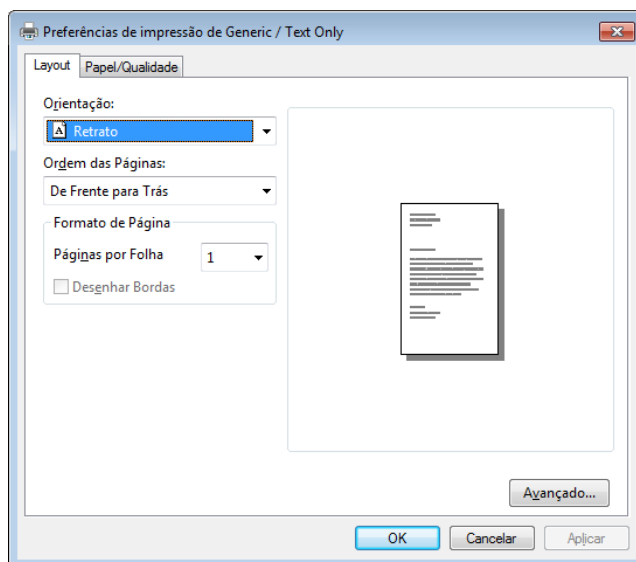 Preferências de impressão de Generic / Text Only
Layout
Papel/Qualidade
Orientação:
A Retrato
Ordem das Páginas:
De Frente para Trás
Formato de Página
Páginas por Folha 1
Desenhar Bordas
Avançado...
OK Cancelar Aplicar